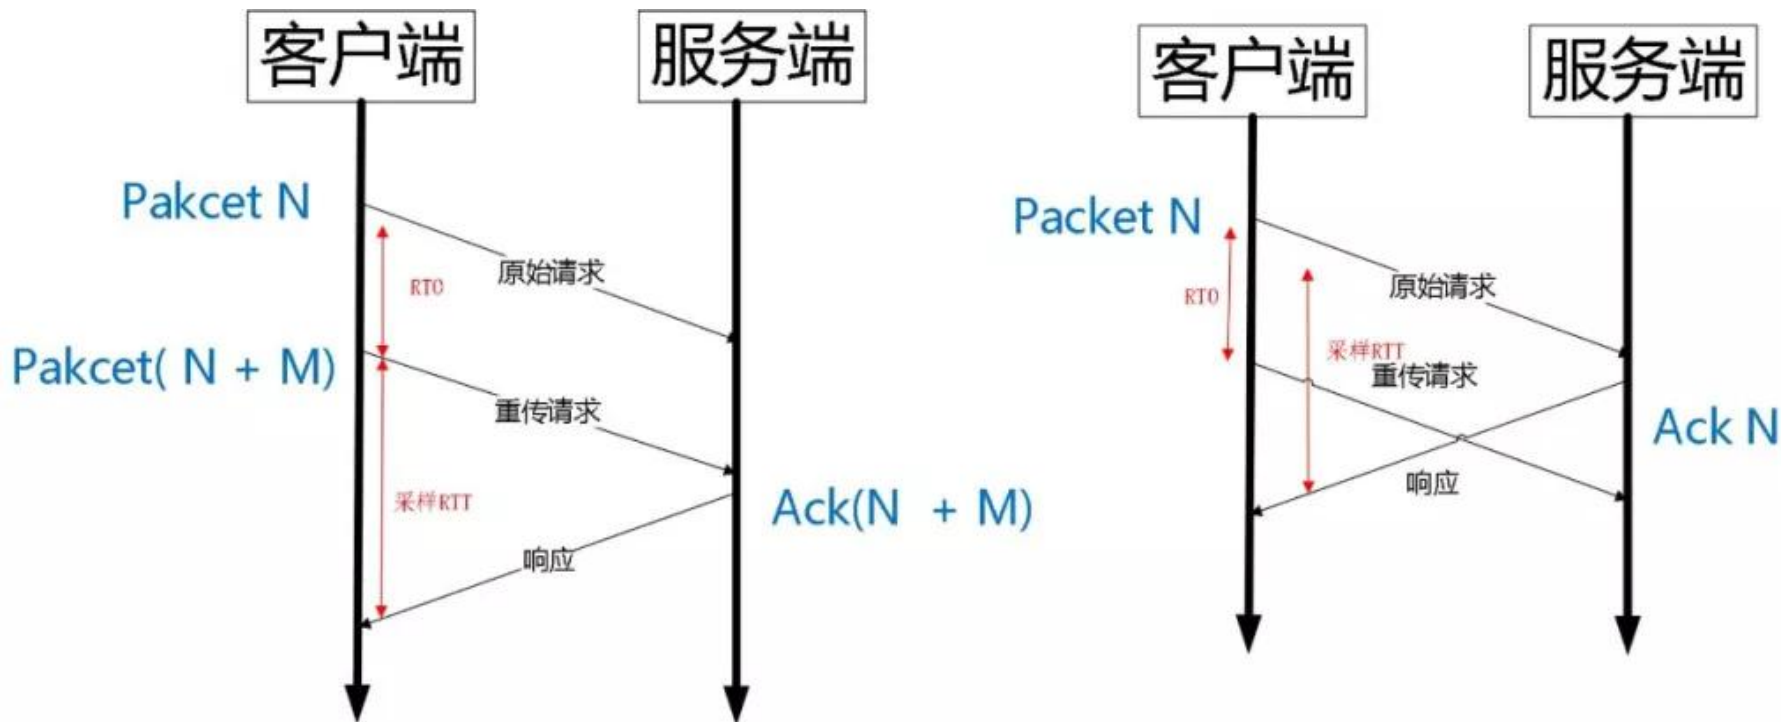 客户端
服务端
Pakcet N
原始请求
RTO
Pakcet( N + M)
重传请求
采样RTT
Ack(N + M)
响应
客户端
服务端
Packet N
原始请求
RTO
采样RTT
重传请求
Ack N
响应